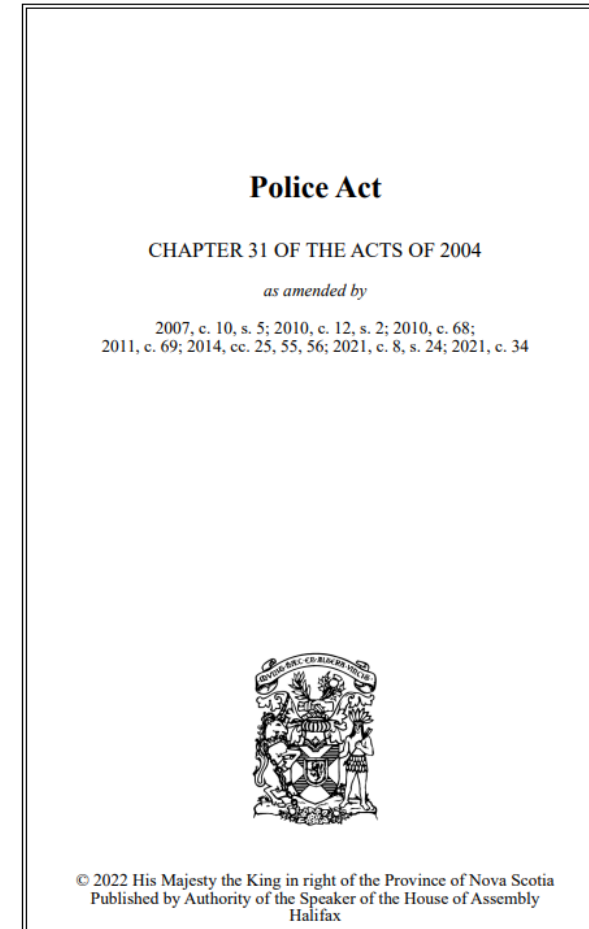 Police Act
CHAPTER 31 OF THE ACTS OF 2004
as amended by
2007, c. 10, s. 5; 2010, c. 12, s. 2; 2010, c. 68;
2011, c. 69; 2014, cc. 25, 55, 56; 2021, c. 8, s. 24; 2021, c. 34
© 2022 His Majesty the King in right of the Province of Nova Scotia
Published by Authority of the Speaker of the House of Assembly
Halifax